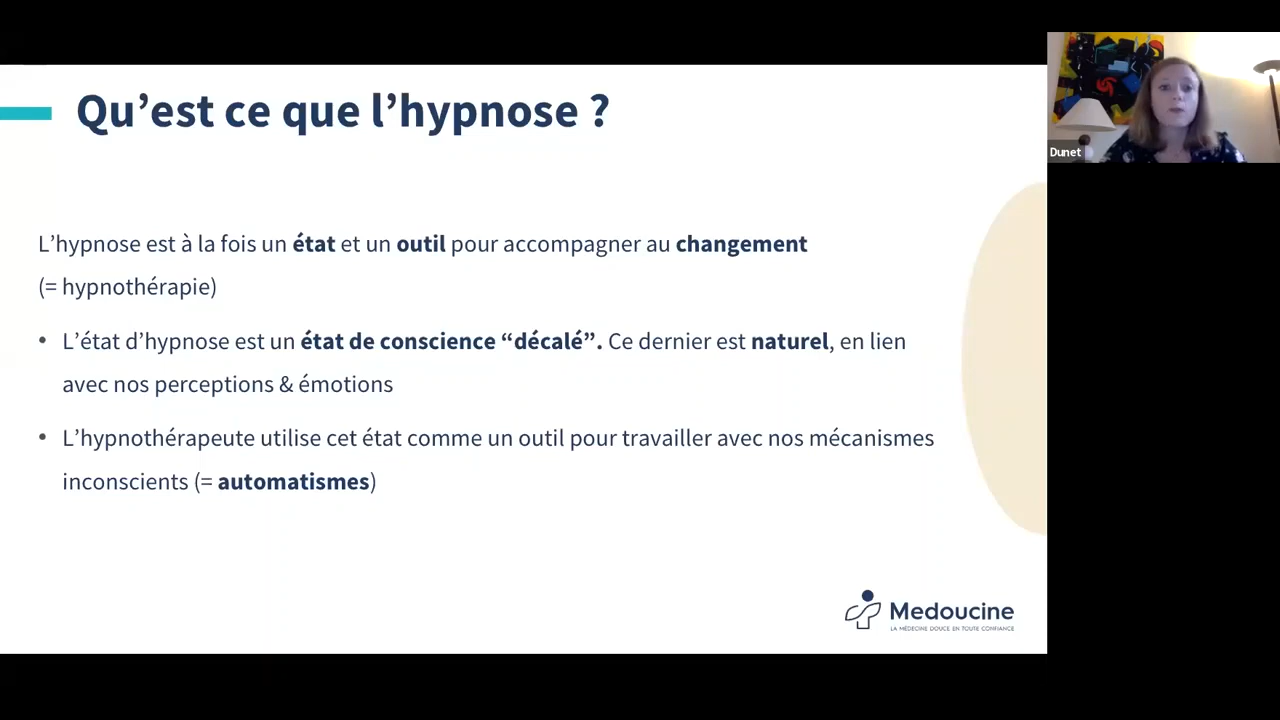 Qu’est ce que l’hypnose ?
L’hypnose est à la fois un état et un outil pour accompagner au changement
(= hypnothérapie)
• L’état d’hypnose est un état de conscience “décalé”. Ce dernier est naturel, en lien
avec nos perceptions & émotions
• L’hypnothérapeute utilise cet état comme un outil pour travailler avec nos mécanismes
inconscients (= automatismes)
Medoucine
LA MÉDECINE DOUCE EN TOUTE CONFIANCE
Dunet